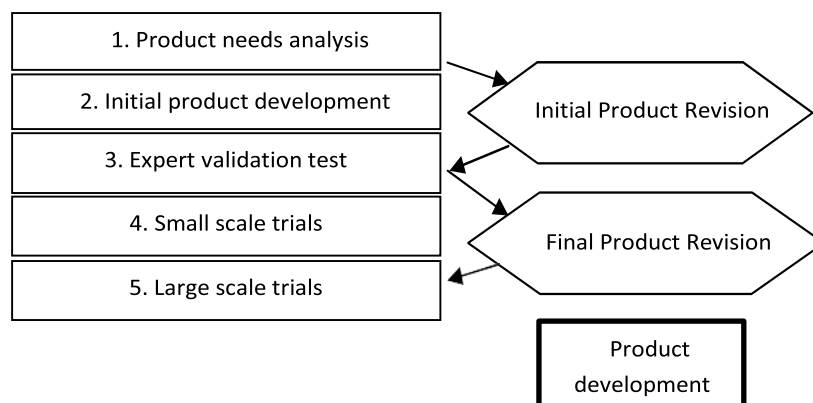 1. Product needs analysis
2. Initial product development
3. Expert validation test
4. Small scale trials
5. Large scale trials
Initial Product Revision
Final Product Revision
Product
development